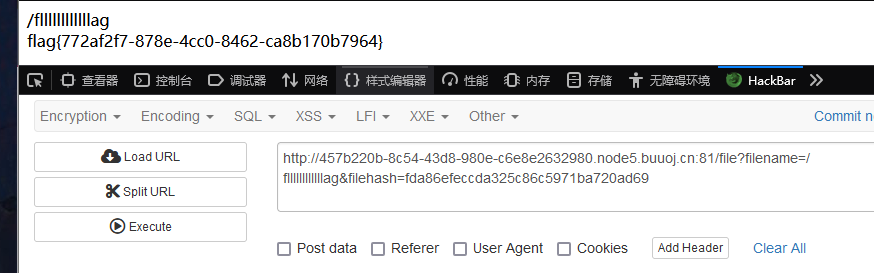 /fllllllllllllag
flag{772af2f7-878e-4cc0-8462-ca8b170b7964}
查看器 控制台 调试器 网络 样式编辑器 性能 内存 存储 无障碍环境 HackBar
Encryption Encoding SQL XSS LFI XXE Other Commit n
Load URL
Split URL
Execute
http://457b220b-8c54-43d8-980e-c6e8e2632980.node5.buuoj.cn:81/file?filename=/
fllllllllllllag&filehash=fda86efeccda325c86c5971ba720ad69
Post data Referer User Agent Cookies Add Header Clear All